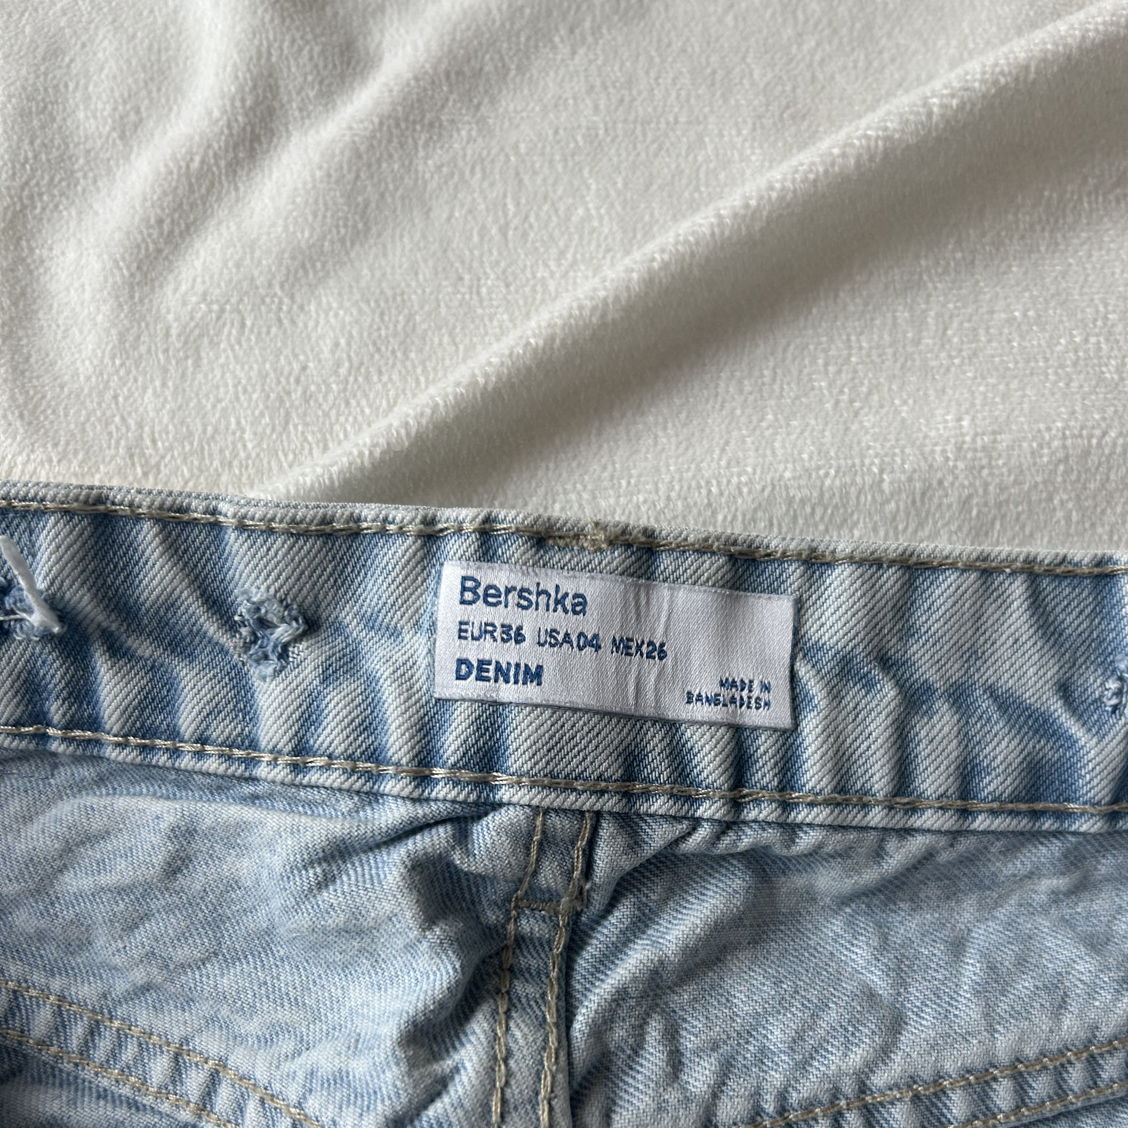 Bershka
EUR36 USA04 MEX26
DENIM
MADE IN
BANGLADESH